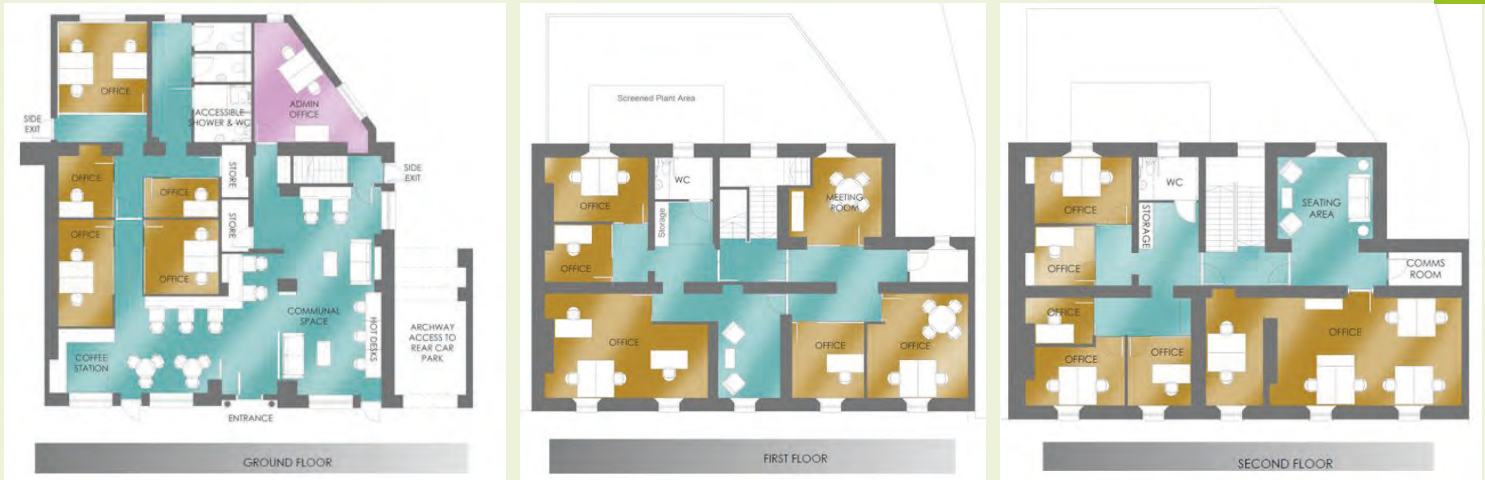 OFFICE
SIDE
EXIT
ACCESSIBLE
SHOWER & WC
ADMIN
OFFICE
OFFICE
OFFICE
STORE
SIDE
EXIT
STORE
OFFICE
OFFICE
COMMUNAL
SPACE
HOT DESKS
ARCHWAY
ACCESS TO
REAR CAR
PARK
COFFEE
STATION
ENTRANCE
GROUND FLOOR
Screened Plant Area
WC
OFFICE
MEETING
ROOM
Storage
OFFICE
OFFICE
OFFICE
OFFICE
FIRST FLOOR
WC
OFFICE
SEATING
AREA
STORAGE
OFFICE
COMMS
ROOM
OFFICE
OFFICE
OFFICE
OFFICE
SECOND FLOOR